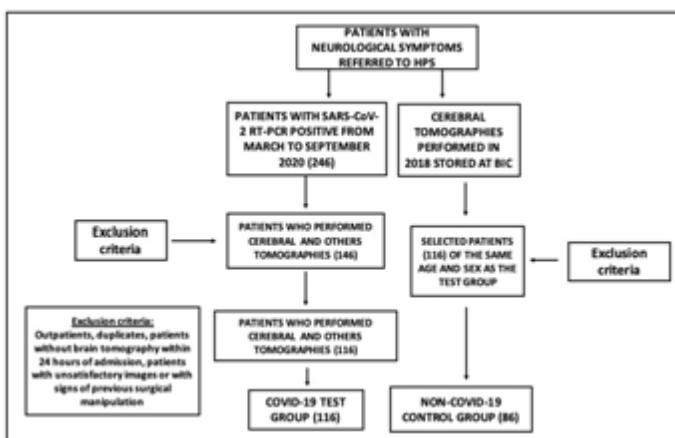 PATIENTS WITH
NEUROLOGICAL SYMPTOMS
REFERRED TO HPS
PATIENTS WITH SARS-CoV-
2 RT-PCR POSITIVE FROM
MARCH TO SEPTEMBER
2020 (246)
CEREBRAL
TOMOGRAPHIES
PERFORMED IN
2018 STORED AT BIC
Exclusion
criteria
PATIENTS WHO PERFORMED
CEREBRAL AND OTHERS
TOMOGRAPHIES (146)
SELECTED PATIENTS
(116) OF THE SAME
AGE AND SEX AS THE
TEST GROUP
Exclusion
criteria
Exclusion criteria:
Outpatients, duplicates, patients
without brain tomography within
24 hours of admission, patients
with unsatisfactory images or with
signs of previous surgical
manipulation
PATIENTS WHO PERFORMED
CEREBRAL AND OTHERS
TOMOGRAPHIES (116)
COVID-19 TEST
GROUP (116)
NON-COVID-19
CONTROL GROUP (86)